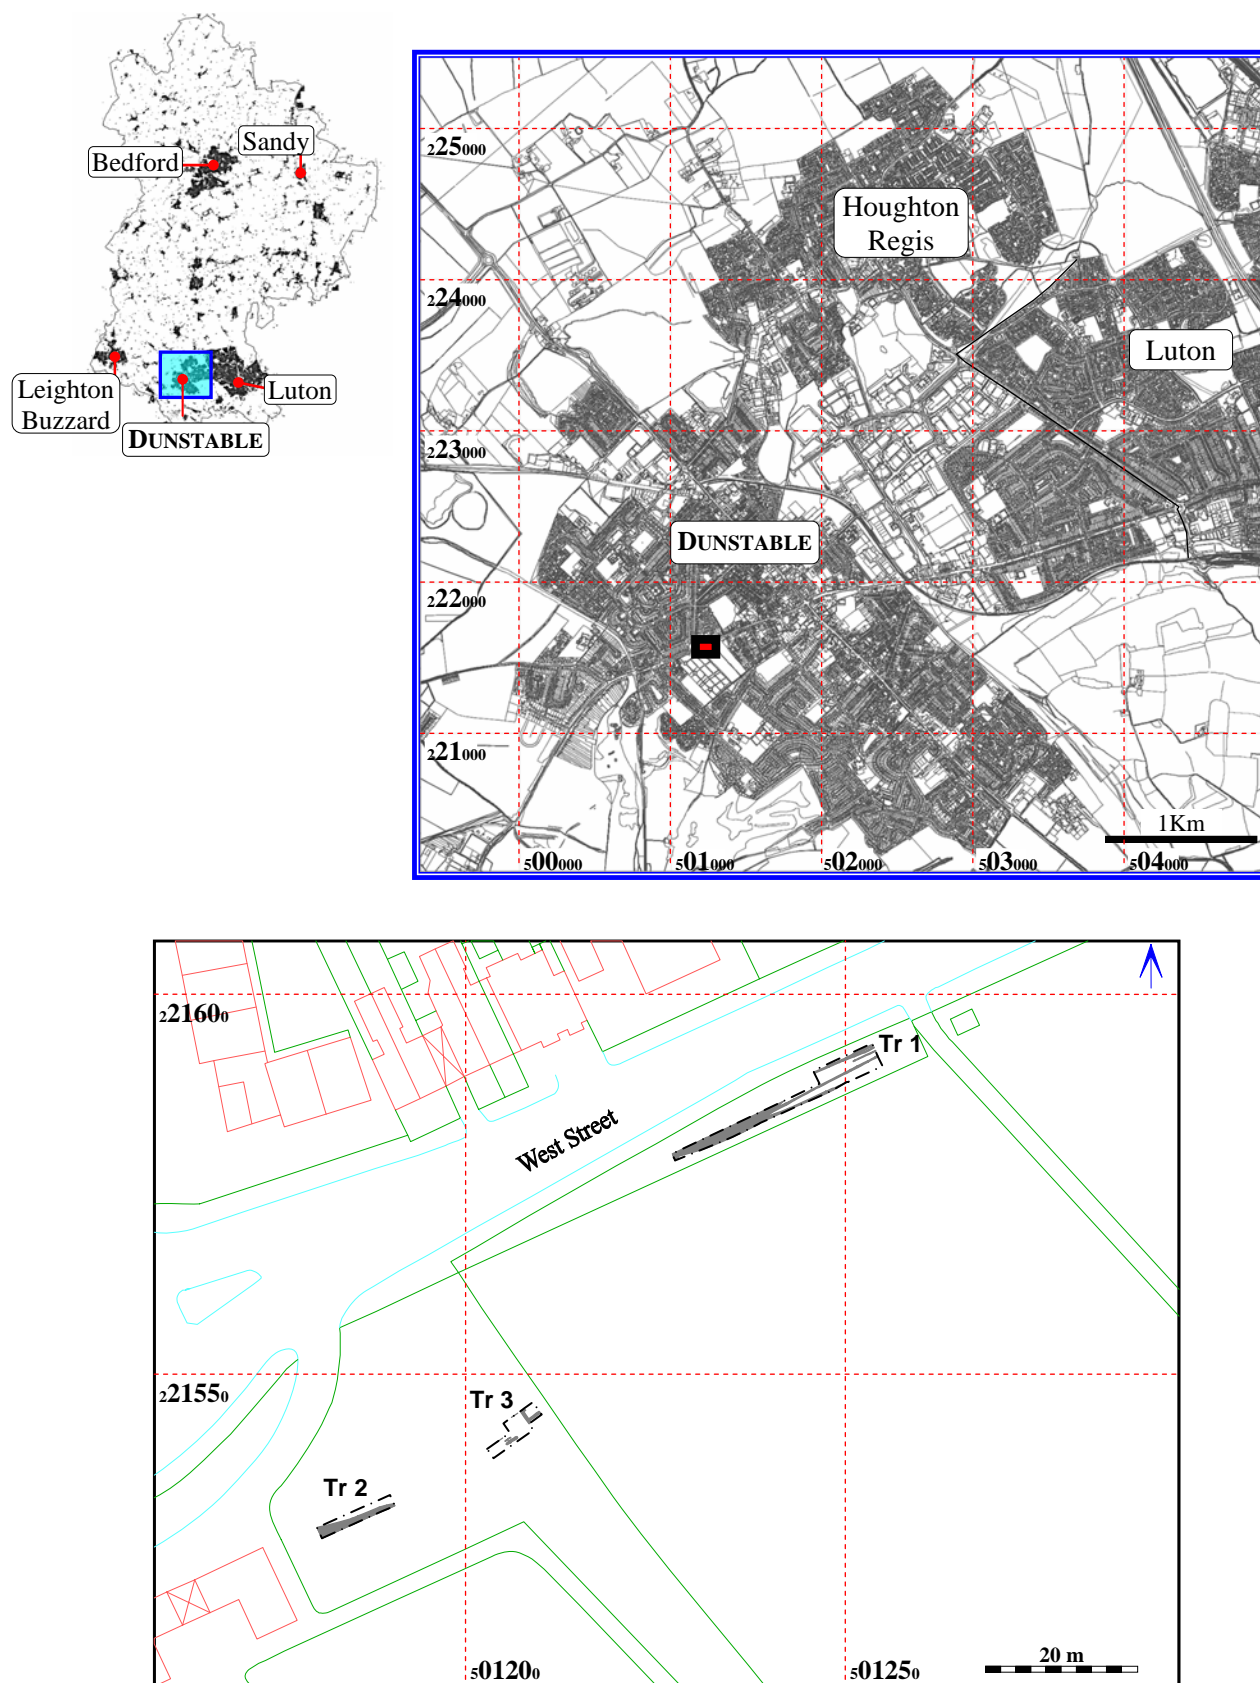 Sandy
Bedford
Leighton
Buzzard
Luton
DUNSTABLE
225000
Houghton
Regis
224000
Luton
223000
DUNSTABLE
222000
221000
1Km
500000
501000
502000
503000
504000
221600
Tr 1
West Street
221550
Tr 3
Tr 2
501200
501250
20 m